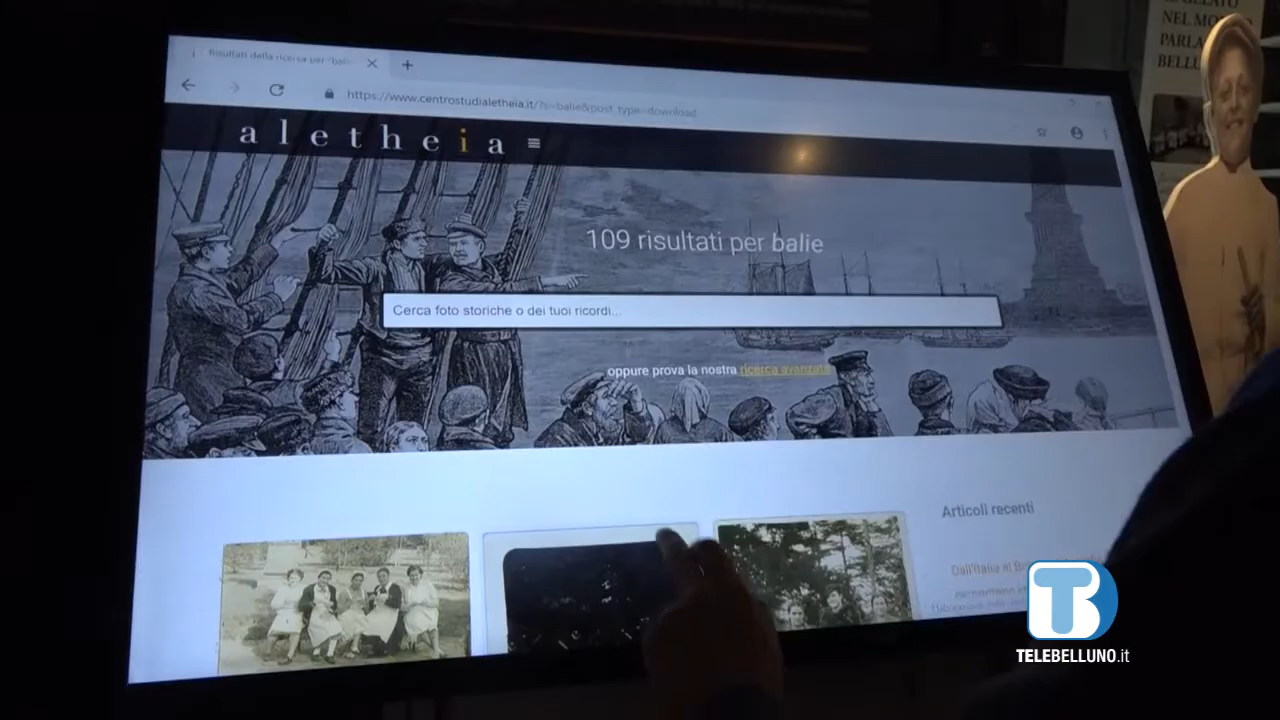 Risultati della ricerca per "balie
https://www.centrostudialetheia.it/?s=balie&post_type=download
aletheia
109 risultati per balie
Cerca foto storiche o dei tuoi ricordi...
oppure prova la nostra ricerca avanzata
Articoli recenti
Dall'Italia al
NEL
PARLA
BELLU
TB
TELEBELLUNO.it